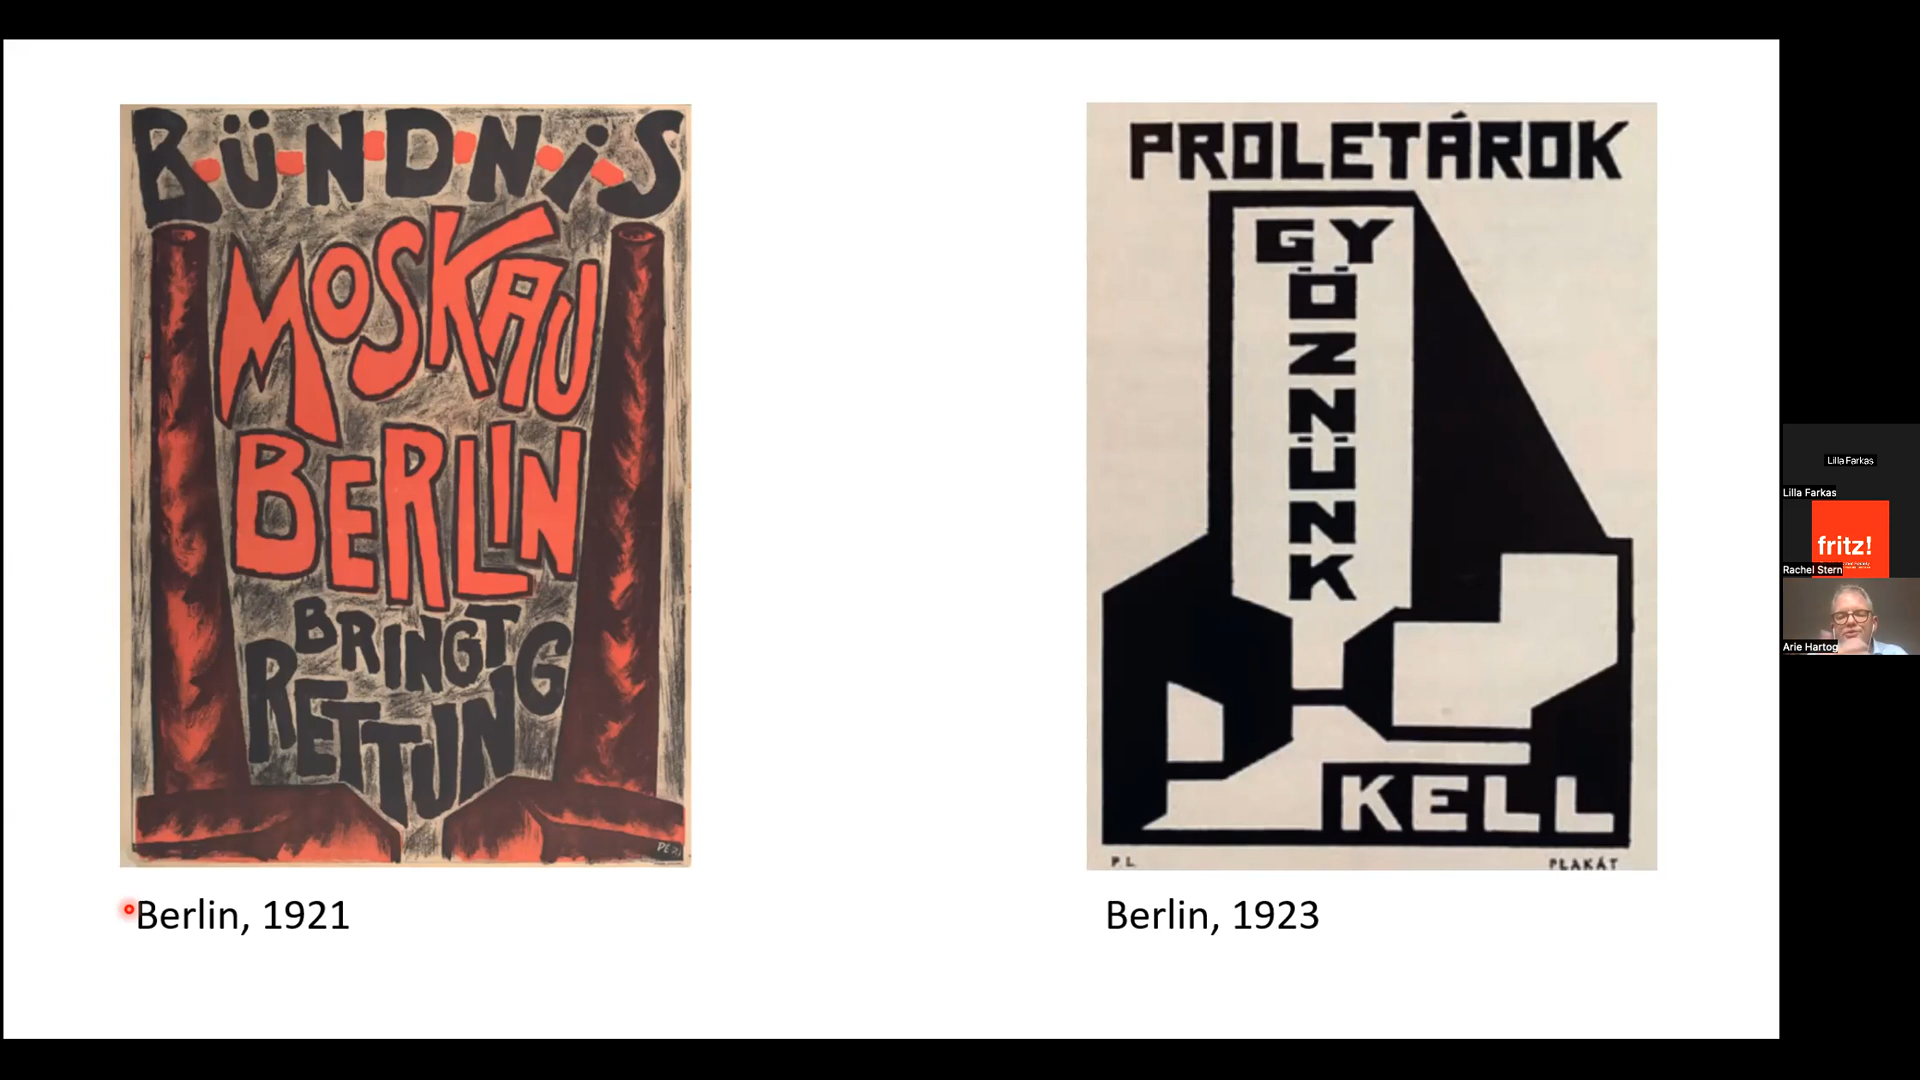 BÜNDNiS
MOSKAU
BERLIN
BRINGT
RETTUNG
PERI
Berlin, 1921
PROLETÁROK
GYÖZNÜNK
KELL
P. L.
PLAKÁT
Berlin, 1923
Lilla Farkas
Lilla Farkas
fritz!
Rachel Stern
Arie Hartog